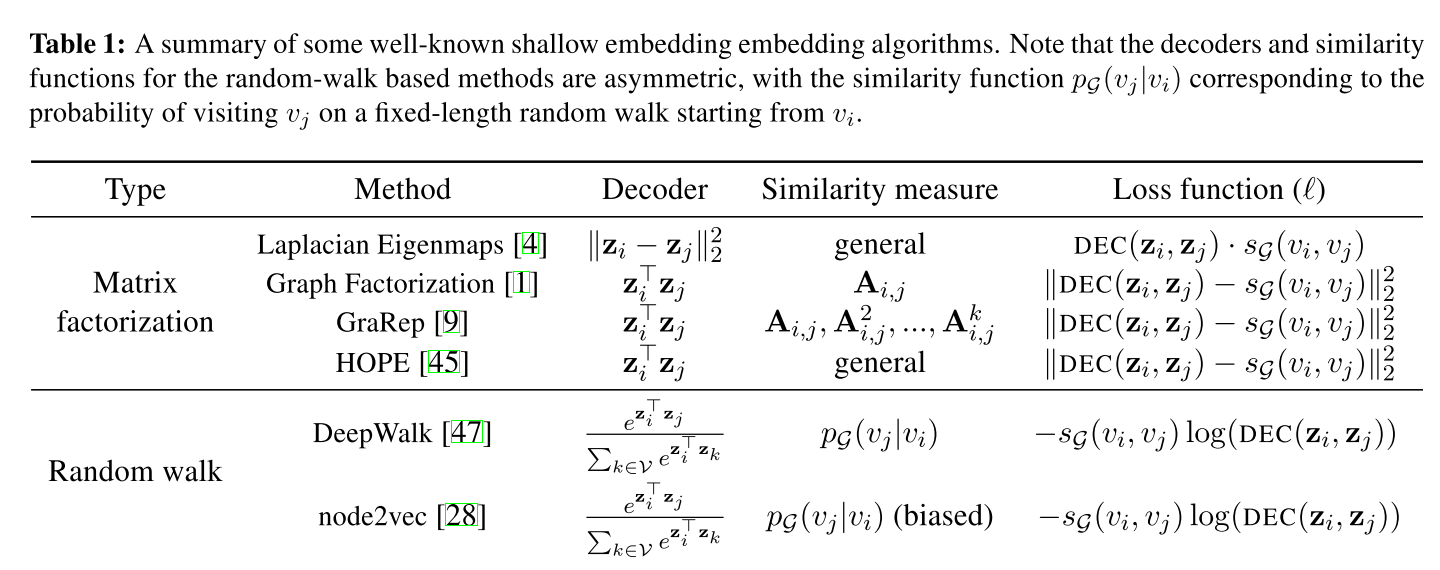 Table 1: A summary of some well-known shallow embedding embedding algorithms. Note that the decoders and similarity
functions for the random-walk based methods are asymmetric, with the similarity function $p_{\mathcal{G}}(v_j|v_i)$ corresponding to the
probability of visiting $v_j$ on a fixed-length random walk starting from $v_i$.
Type Method Decoder Similarity measure Loss function ($\ell$)
Matrix factorization
Laplacian Eigenmaps [4] $\|\mathbf{z}_i - \mathbf{z}_j\|_2^2$ general $\text{DEC}(\mathbf{z}_i, \mathbf{z}_j) \cdot s_{\mathcal{G}}(v_i, v_j)$
Graph Factorization [1] $\mathbf{z}_i^\top \mathbf{z}_j$ $\mathbf{A}_{i,j}$ $\|\text{DEC}(\mathbf{z}_i, \mathbf{z}_j) - s_{\mathcal{G}}(v_i, v_j)\|_2^2$
GraRep [9] $\mathbf{z}_i^\top \mathbf{z}_j$ $\mathbf{A}_{i,j}, \mathbf{A}_{i,j}^2, ..., \mathbf{A}_{i,j}^k$ $\|\text{DEC}(\mathbf{z}_i, \mathbf{z}_j) - s_{\mathcal{G}}(v_i, v_j)\|_2^2$
HOPE [45] $\mathbf{z}_i^\top \mathbf{z}_j$ general $\|\text{DEC}(\mathbf{z}_i, \mathbf{z}_j) - s_{\mathcal{G}}(v_i, v_j)\|_2^2$
Random walk
DeepWalk [47] $\frac{e^{\mathbf{z}_i^\top \mathbf{z}_j}}{\sum_{k \in \mathcal{V}} e^{\mathbf{z}_i^\top \mathbf{z}_k}}$ $p_{\mathcal{G}}(v_j|v_i)$ $-s_{\mathcal{G}}(v_i, v_j) \log(\text{DEC}(\mathbf{z}_i, \mathbf{z}_j))$
node2vec [28] $\frac{e^{\mathbf{z}_i^\top \mathbf{z}_j}}{\sum_{k \in \mathcal{V}} e^{\mathbf{z}_i^\top \mathbf{z}_k}}$ $p_{\mathcal{G}}(v_j|v_i)$ (biased) $-s_{\mathcal{G}}(v_i, v_j) \log(\text{DEC}(\mathbf{z}_i, \mathbf{z}_j))$